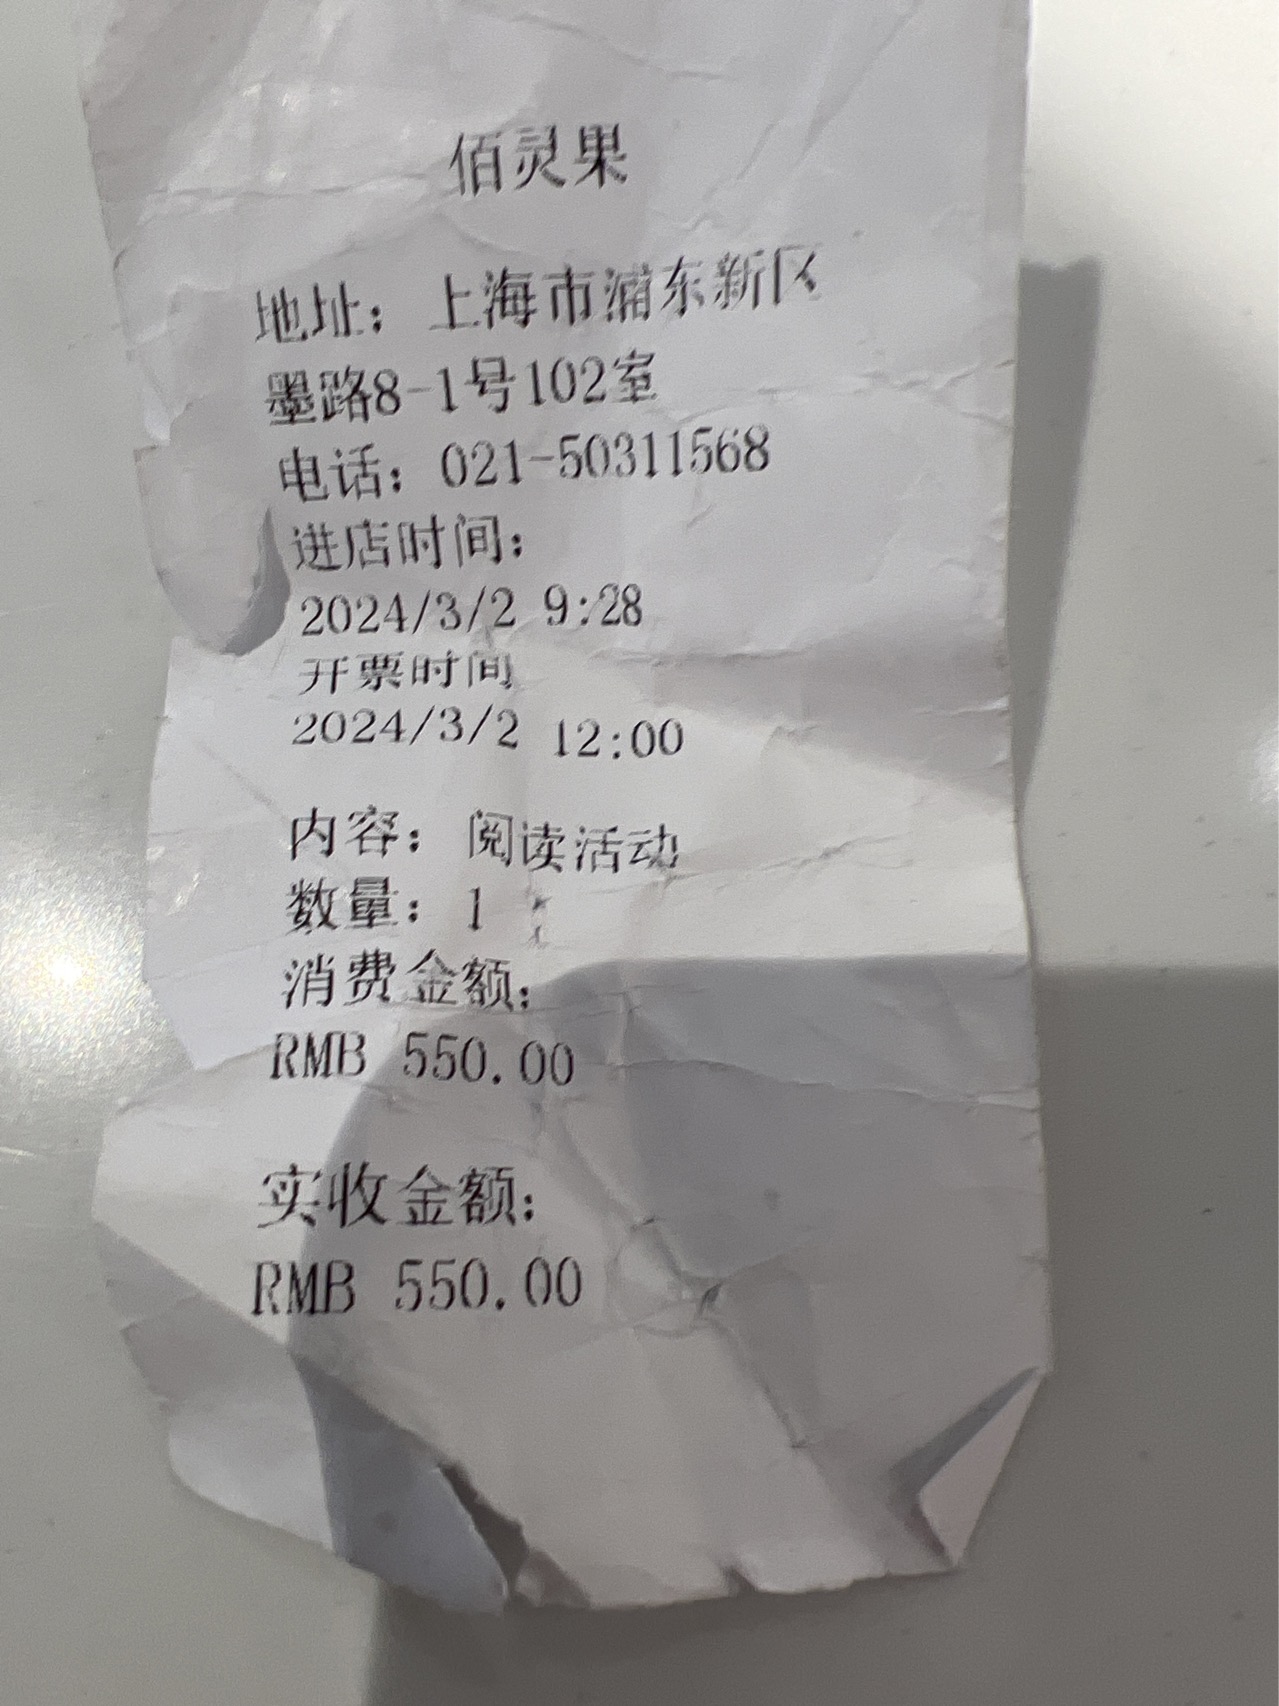 佰灵果
地址：上海市浦东新区
墨路8-1号102室
电话：021-50311568
进店时间：
2024/3/2 9:28
开票时间
2024/3/2 12:00
内容：阅读活动
数量：1
消费金额：
RMB 550.00
实收金额：
RMB 550.00